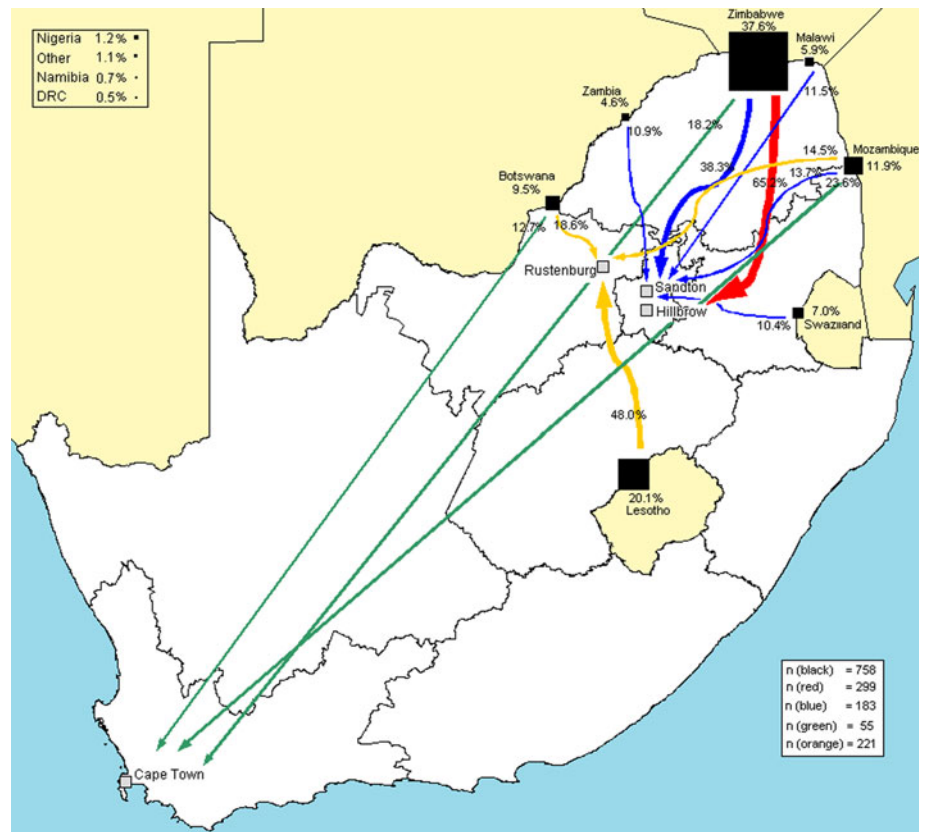 Zimbabwe
37.6%
Nigeria 1.2%
Other 1.1%
Namibia 0.7%
DRC 0.5%
Malawi
5.9%
11.5%
Zambia
4.6%
10.9%
18.2%
38.3%
65.2%
14.5%
Mozambique
13.7%
11.9%
23.6%
Botswana
9.5%
12.7%
18.6%
Rustenburg
Sandton
Hillbrow
7.0%
Swaziland
10.4%
48.0%
20.1%
Lesotho
n (black) = 758
n (red) = 299
n (blue) = 183
n (green) = 55
n (orange) = 221
Cape Town